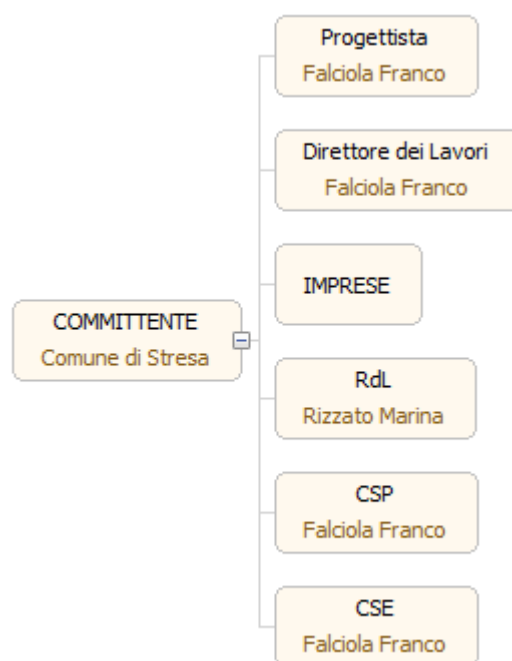 Progettista
Falciola Franco
Direttore dei Lavori
Falciola Franco
IMPRESE
COMMITTENTE
Comune di Stresa
RdL
Rizzato Marina
CSP
Falciola Franco
CSE
Falciola Franco